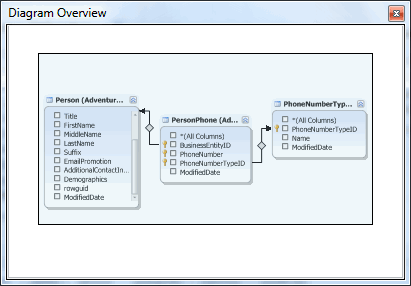 Diagram Overview
Person (Adventur...
Title
FirstName
MiddleName
LastName
Suffix
EmailPromotion
AdditionalContactIn...
Demographics
rowguid
ModifiedDate
PersonPhone (Ad...
*(All Columns)
BusinessEntityID
PhoneNumber
PhoneNumberTypeID
ModifiedDate
PhoneNumberTyp...
*(All Columns)
PhoneNumberTypeID
Name
ModifiedDate